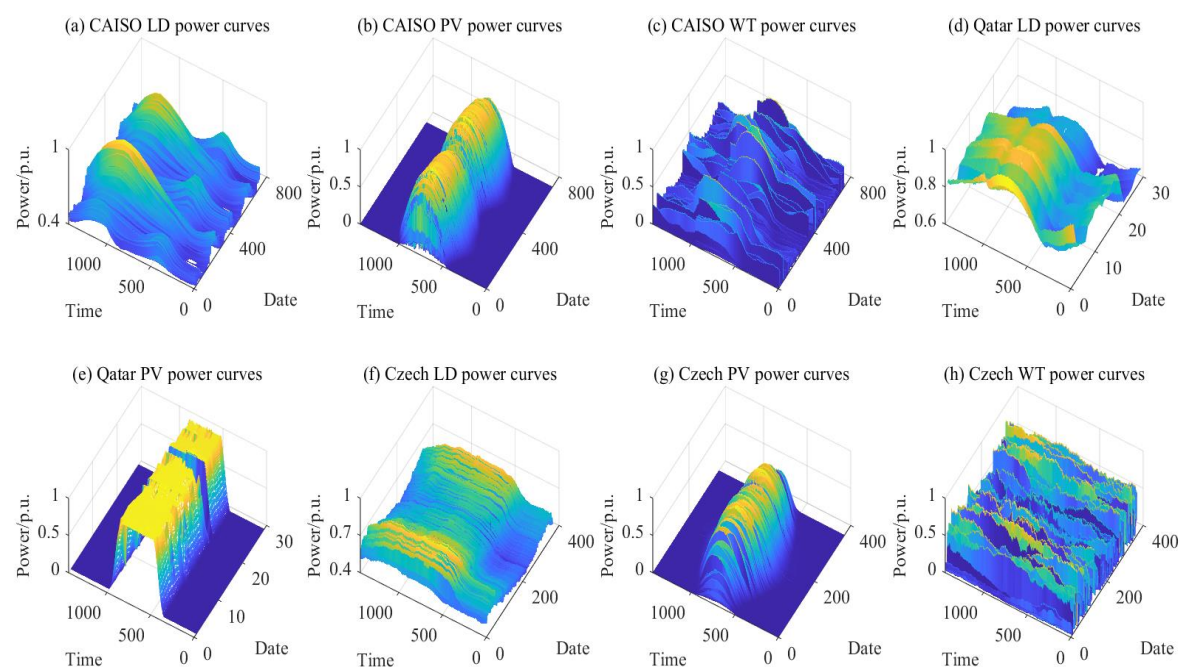 (a) CAISO LD power curves
(b) CAISO PV power curves
(c) CAISO WT power curves
(d) Qatar LD power curves
Power/p.u.
1
0.4
1000
500
0
Time
0
400
800
Date
Power/p.u.
1
0.5
0
1000
500
0
Time
0
400
800
Date
Power/p.u.
1
0.5
0
1000
500
0
Time
0
400
800
Date
Power/p.u.
1
0.8
0.6
1000
500
0
Time
0
10
20
30
Date
(e) Qatar PV power curves
(f) Czech LD power curves
(g) Czech PV power curves
(h) Czech WT power curves
Power/p.u.
1
0.5
0
1000
500
0
Time
0
10
20
30
Date
Power/p.u.
1
0.7
0.4
1000
500
0
Time
0
200
400
Date
Power/p.u.
1
0.5
0
1000
500
0
Time
0
200
400
Date
Power/p.u.
1
0.5
0
1000
500
0
Time
0
200
400
Date